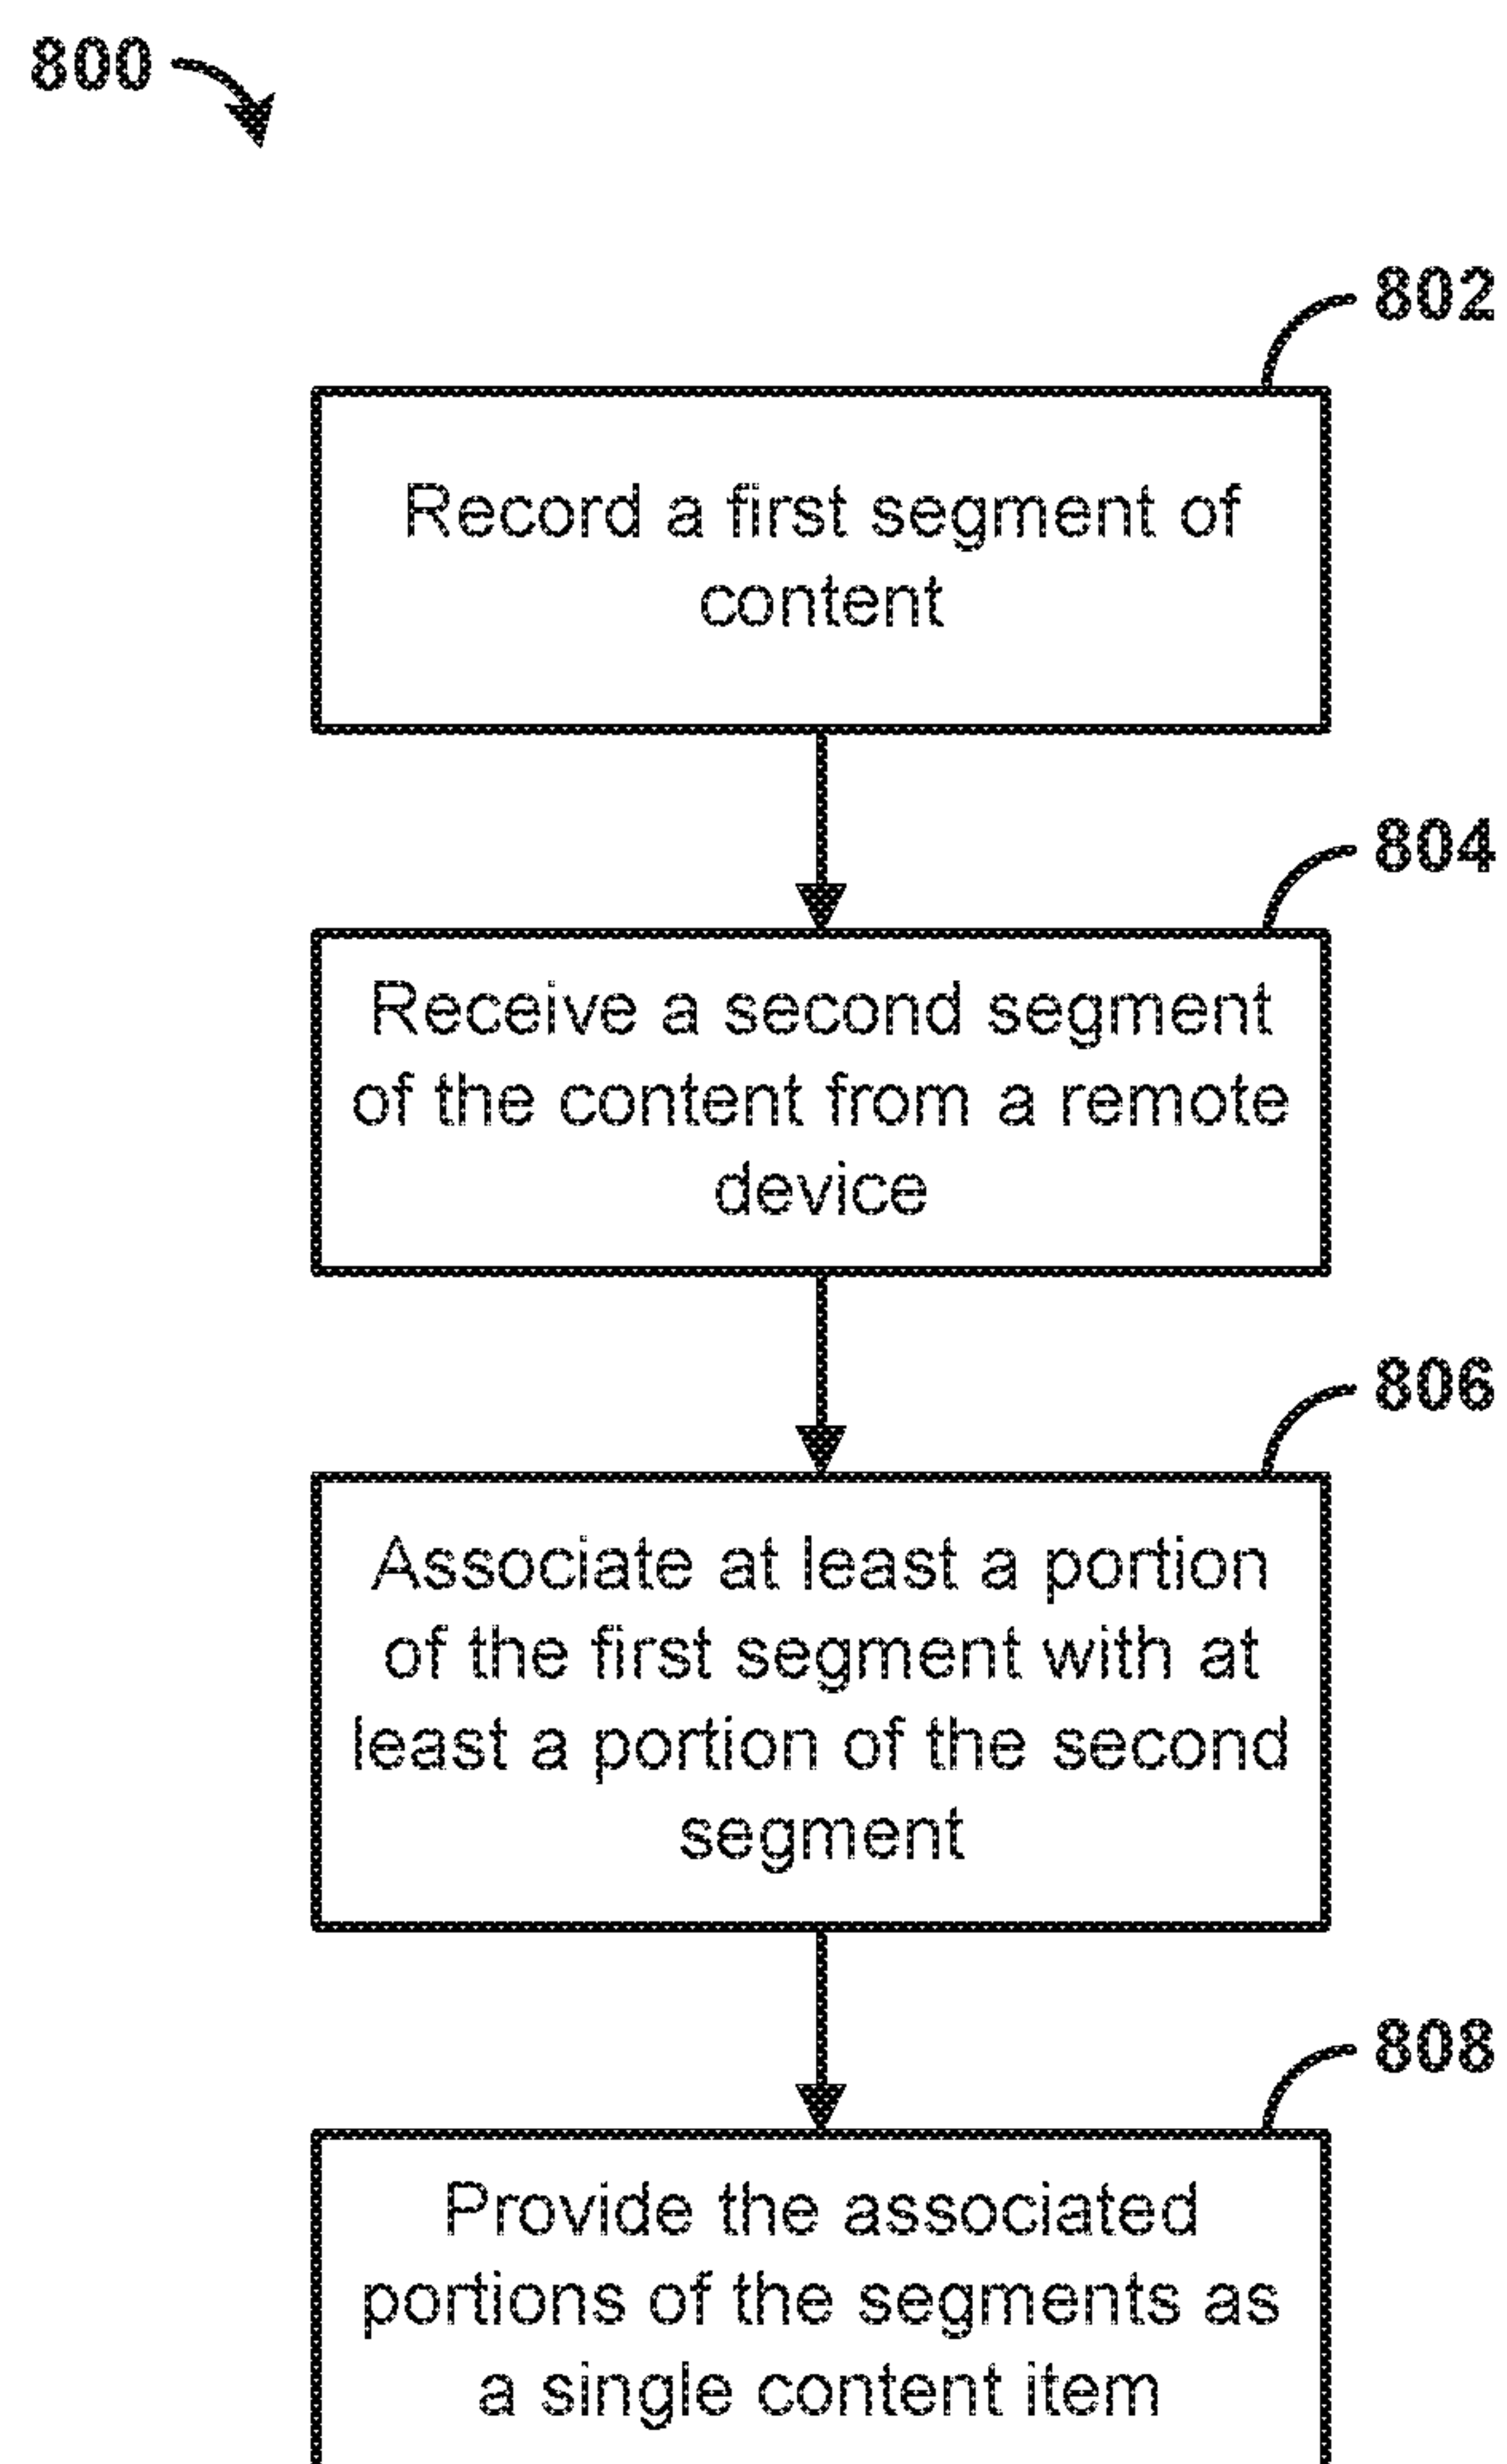 800
802
Record a first segment of
content
804
Receive a second segment
of the content from a remote
device
806
Associate at least a portion
of the first segment with at
least a portion of the second
segment
808
Provide the associated
portions of the segments as
a single content item